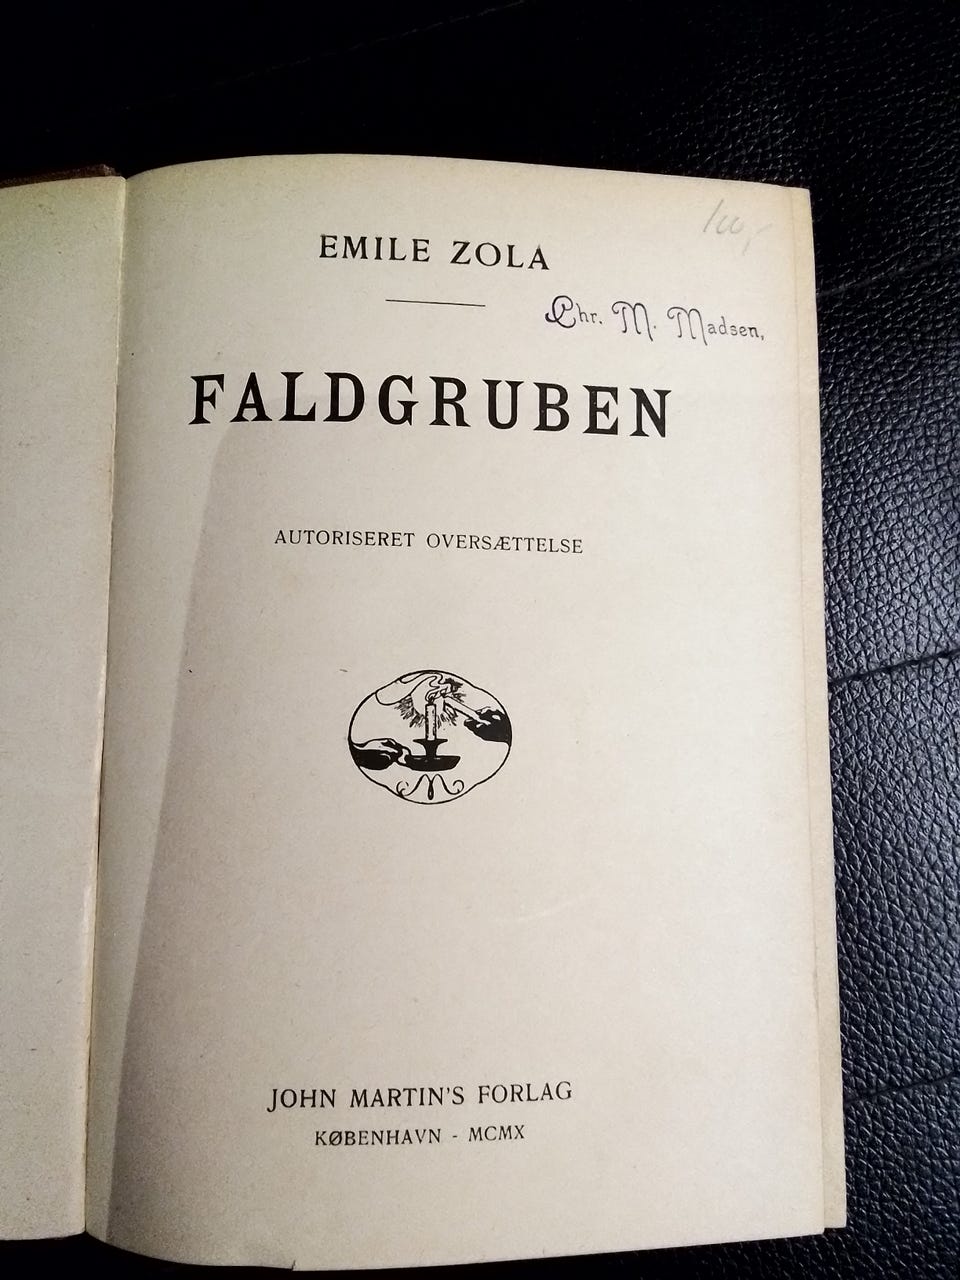 EMILE ZOLA
Chr. M. Madsen,
FALDGRUBEN
AUTORISERET OVERSÆTTELSE
JOHN MARTIN'S FORLAG
KØBENHAVN - MCMX